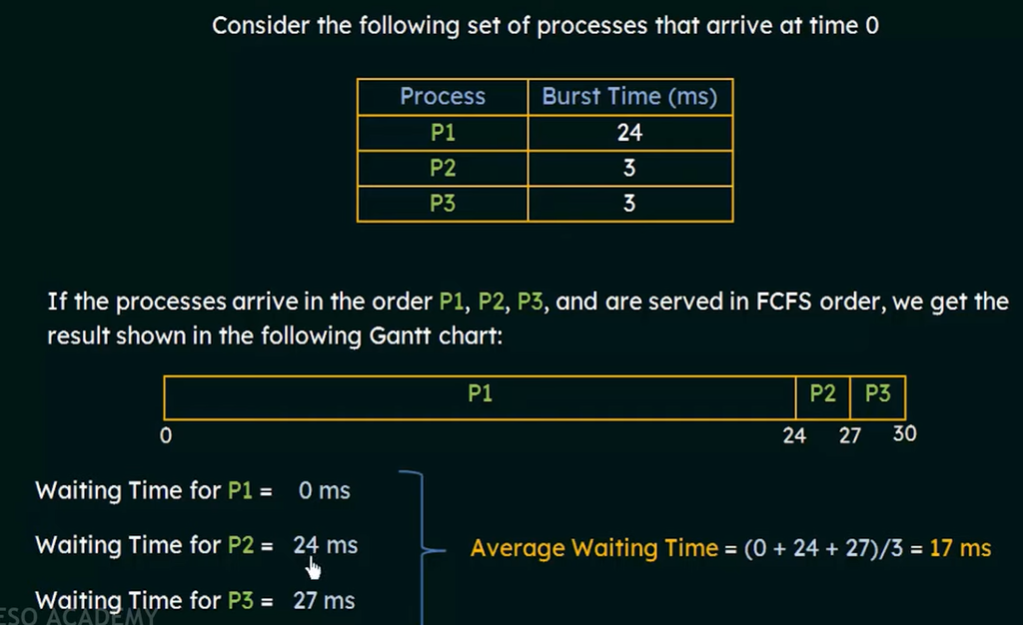 Consider the following set of processes that arrive at time 0
Process Burst Time (ms)
P1 24
P2 3
P3 3
If the processes arrive in the order P1, P2, P3, and are served in FCFS order, we get the
result shown in the following Gantt chart:
P1 P2 P3
0 24 27 30
Waiting Time for P1 = 0 ms
Waiting Time for P2 = 24 ms
Average Waiting Time = (0 + 24 + 27)/3 = 17 ms
Waiting Time for P3 = 27 ms
ESO ACADEMY